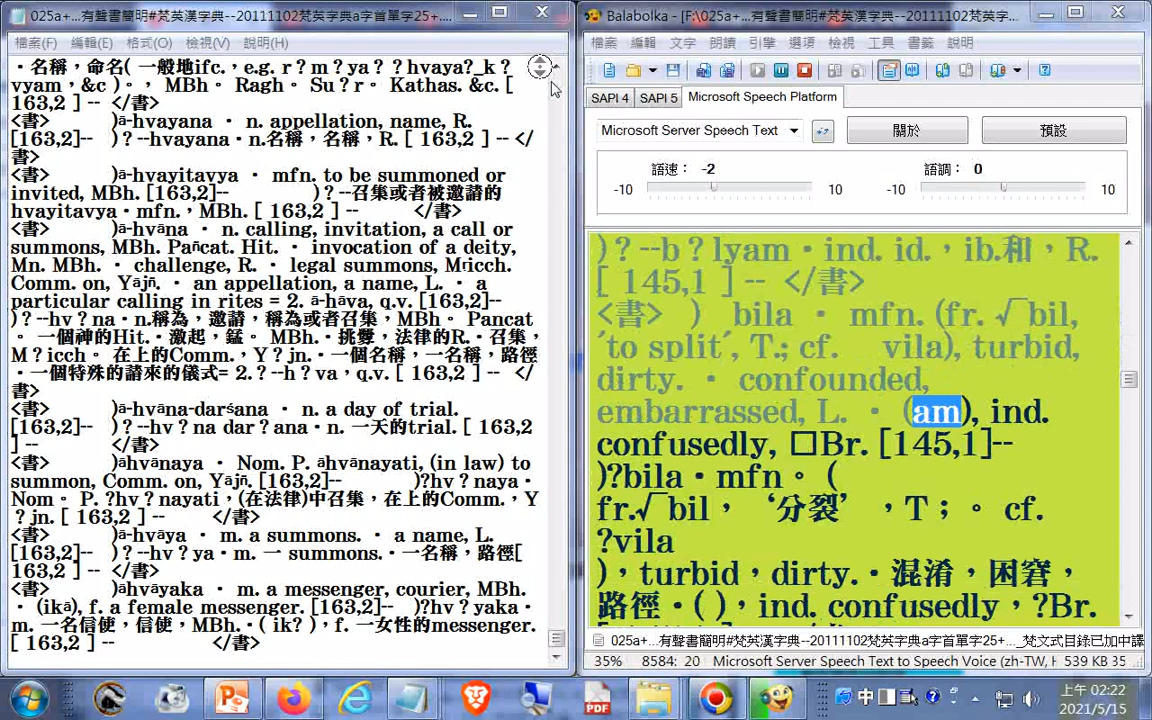 025a+...有聲書簡明#梵英漢字典--20111102梵英字典a字首單字25+...
檔案(F) 編輯(E) 格式(O) 檢視(V) 說明(H)
・名稱，命名( 一般地ifc.，e.g. r？m？ya？？hvaya?_k？
vyam，&c )。， MBh。 Ragh。 Su？r。 Kathas. &c. [
163,2 ] -- </書>
<書> )ā-hvayana ・ n. appellation, name, R.
[163,2]-- )？--hvayana・n.名稱，名稱，R. [ 163,2 ] -- </
書>
<書> )ā-hvayitavya ・ mfn. to be summoned or
invited, MBh. [163,2]-- )？--召集或者被邀請的
hvayitavya・mfn.，MBh. [ 163,2 ] -- </書>
<書> )ā-hvāna ・ n. calling, invitation, a call or
summons, MBh. Pañcat. Hit. ・ invocation of a deity,
Mn. MBh. ・ challenge, R. ・ legal summons, Mṛicch.
Comm. on, Yājñ. ・ an appellation, a name, L. ・ a
particular calling in rites = 2. ā-hāva, q.v. [163,2]--
)？--hv？na・n.稱為，邀請，稱為或者召集，MBh。 Pancat
。一個神的Hit.・激起，錳。 MBh.・挑釁，法律的R.・召集，
M？icch。 在上的Comm.，Y？jn.・一個名稱，一名稱，路徑
・一個特殊的請來的儀式= 2.？--h？va，q.v. [ 163,2 ] -- </
書>
<書> )ā-hvāna-darśana ・ n. a day of trial.
[163,2]-- )？--hv？na dar？ana・n. 一天的trial. [ 163,2
] -- </書>
<書> )āhvānaya ・ Nom. P. āhvānayati, (in law) to
summon, Comm. on, Yājñ. [163,2]-- )?hv？naya・
Nom。 P. ?hv？nayati，(在法律)中召集，在上的Comm.，Y
？jn. [ 163,2 ] -- </書>
<書> )ā-hvāya ・ m. a summons. ・ a name, L.
[163,2]-- )？--hv？ya・m. 一 summons.・一名稱，路徑[
163,2 ] -- </書>
<書> )āhvāyaka ・ m. a messenger, courier, MBh.
・ (ikā), f. a female messenger. [163,2]-- )?hv？yaka・
m. 一名信使，信使，MBh.・( ik？)，f. 一女性的messenger.
[ 163,2 ] -- </書>
Balabolka - [F:\025a+...有聲書簡明#梵英漢字典--20111102梵英字...
檔案 編輯 文字 朗讀 引擎 選項 檢視 工具 書籤 說明
SAPI 4 SAPI 5 Microsoft Speech Platform
Microsoft Server Speech Text 關於 預設
語速： -2 語調： 0
-10 10 -10 10
)？--b？lyam・ind. id.，ib.和，R.
[ 145,1 ] -- </書>
<書> ) bila ・ mfn. (fr. √bil,
'to split', T.; cf. vila), turbid,
dirty. ・ confounded,
embarrassed, L. ・ (am), ind.
confusedly, □Br. [145,1]--
)?bila・mfn。(
fr.√bil，‘分裂’，T；。 cf.
?vila
)，turbid，dirty.・混淆，困窘，
路徑・( )，ind. confusedly，?Br.
025a+...有聲書簡明#梵英漢字典--20111102梵英字典a字首單字25+..._梵文式目錄已加中譯
35% 8584: 20 Microsoft Server Speech Text to Speech Voice (zh-TW, H 539 KB 35
中
上午 02:22
2021/5/15